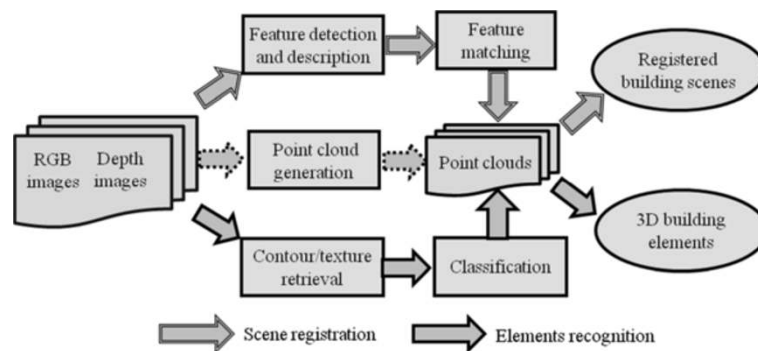 Feature detection
and description
Feature
matching
Registered
building scenes
RGB
images
Depth
images
Point cloud
generation
Point clouds
3D building
elements
Contour/texture
retrieval
Classification
Scene registration
Elements recognition